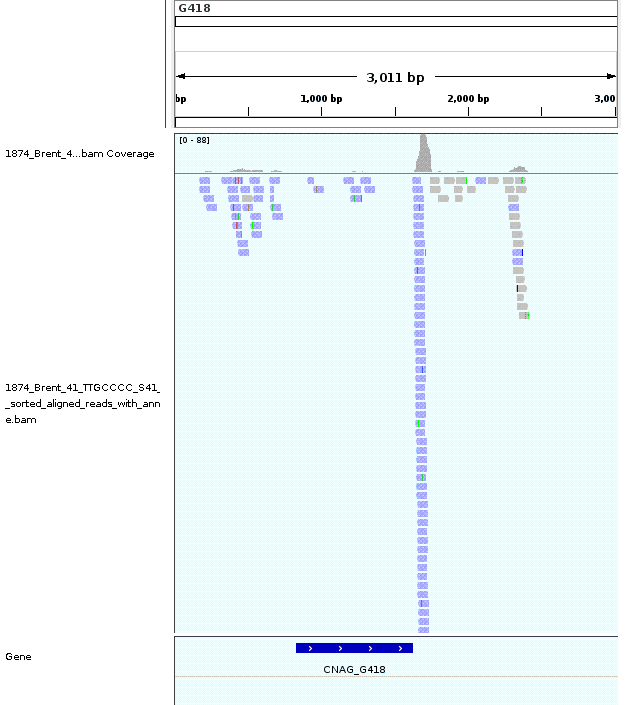 G418
3,011 bp
bp 1,000 bp 2,000 bp 3,00
[0 - 88]
1874_Brent_4...bam Coverage
1874_Brent_41_TTGCCCC_S41_
_sorted_aligned_reads_with_ann
e.bam
Gene
CNAG_G418